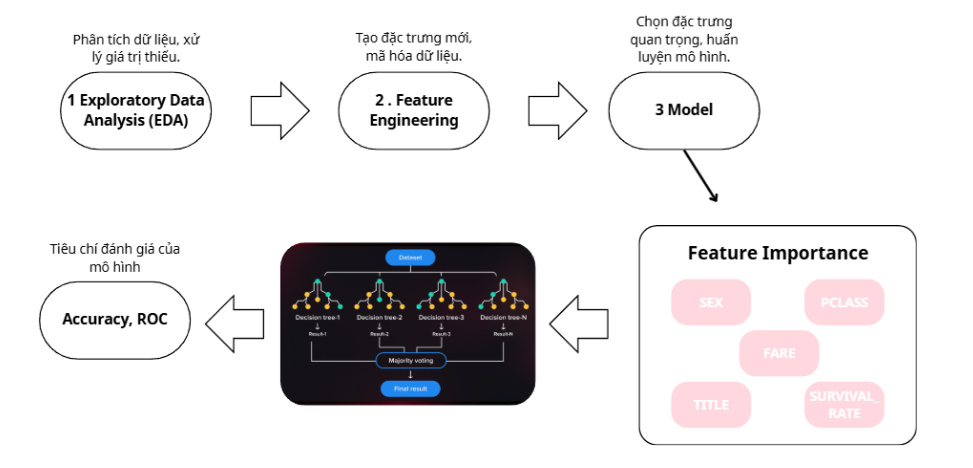 Phân tích dữ liệu, xử
lý giá trị thiếu.
1 Exploratory Data
Analysis (EDA)
Tạo đặc trưng mới,
mã hóa dữ liệu.
2 . Feature
Engineering
Chọn đặc trưng
quan trọng, huấn
luyện mô hình.
3 Model
Feature Importance
SEX
PCLASS
FARE
TITLE
SURVIVAL_
RATE
Dataset
Decision tree-1
Decision tree-2
Decision tree-3
Decision tree-N
Result-1
Result-2
Result-3
Result-N
Majority voting
Final result
Tiêu chí đánh giá của
mô hình
Accuracy, ROC